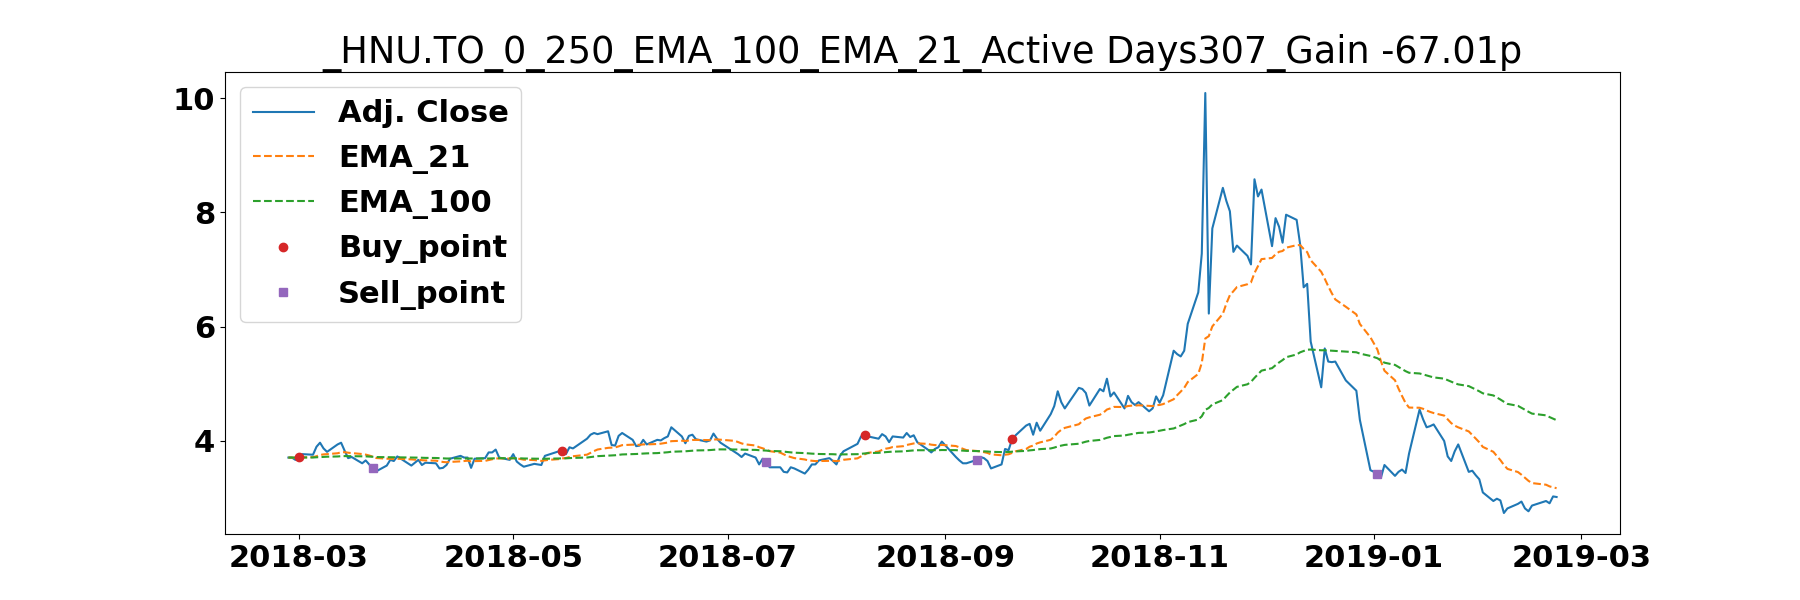 _HNU.TO_0_250_EMA_100_EMA_21_Active Days307_Gain -67.01p
10
8
6
4
Adj. Close
EMA_21
EMA_100
Buy_point
Sell_point
2018-03 2018-05 2018-07 2018-09 2018-11 2019-01 2019-03